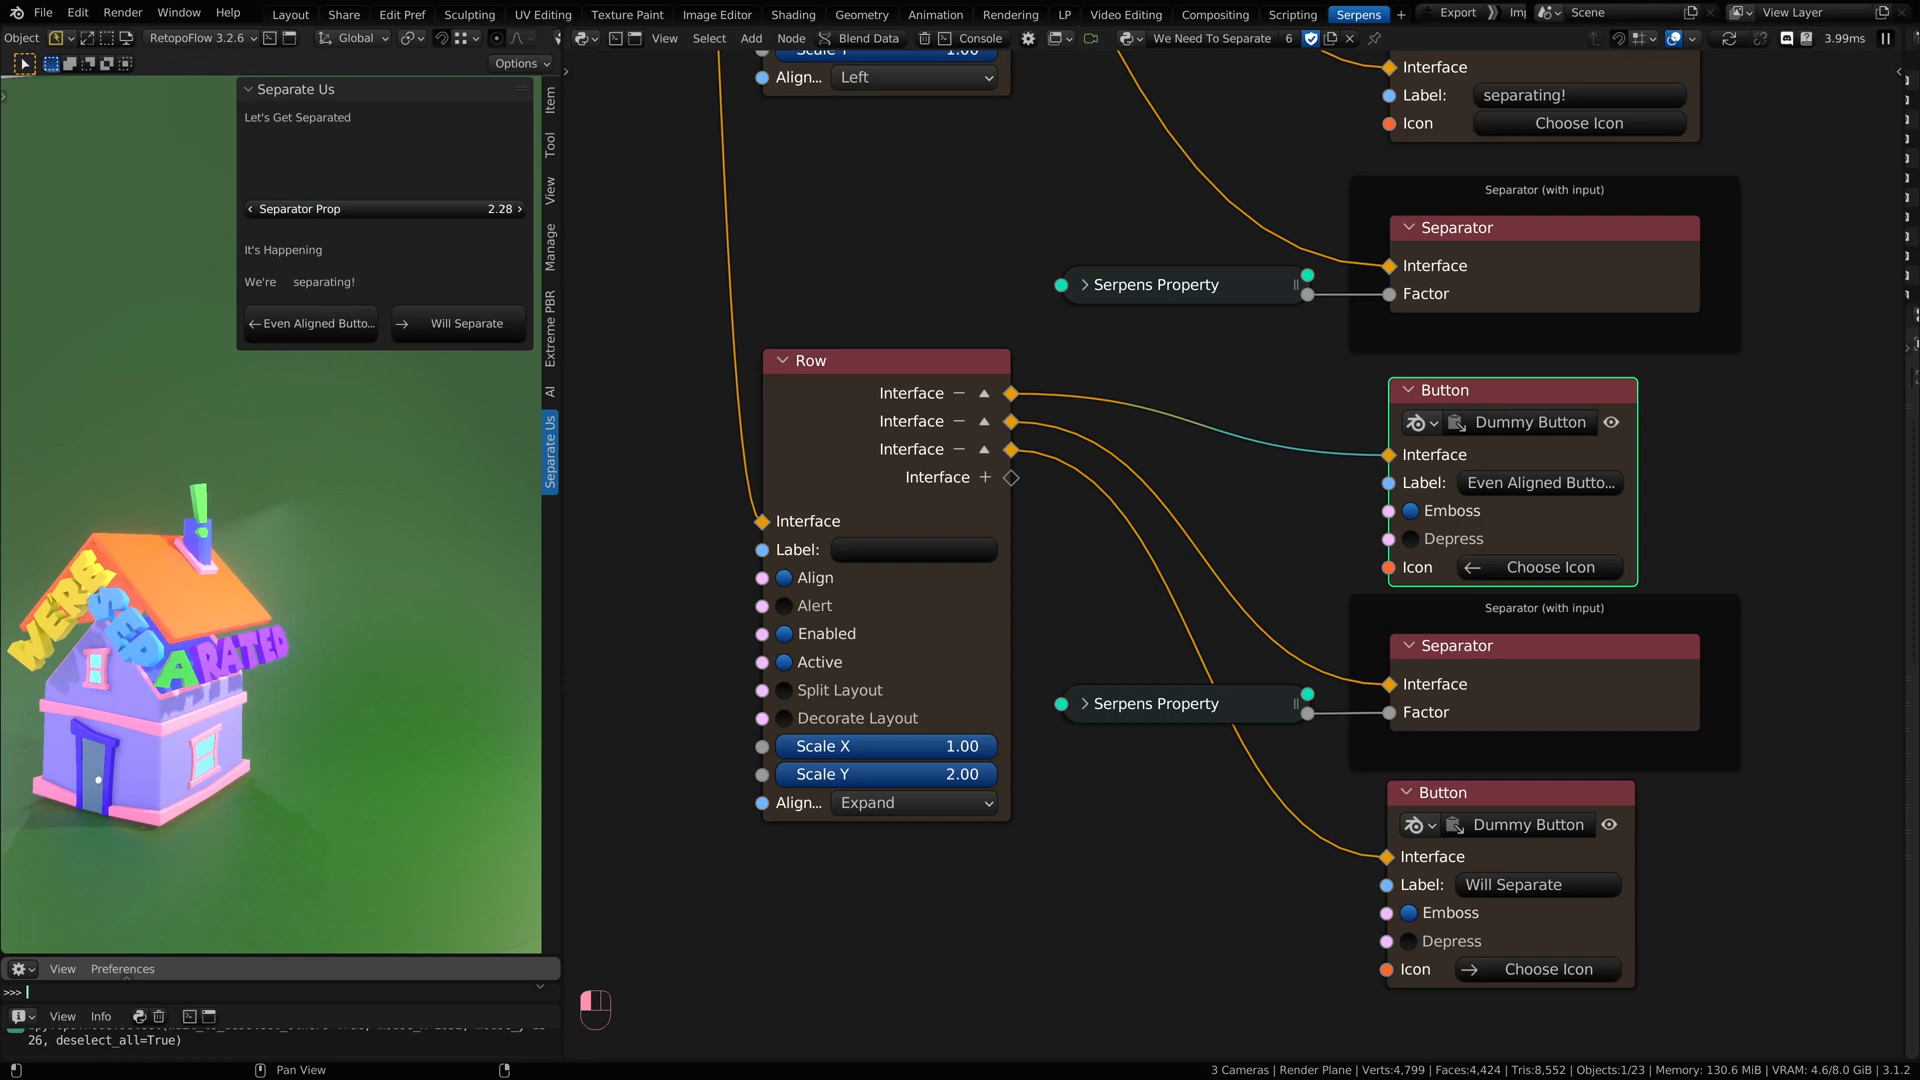 File Edit Render Window Help Layout Share Edit Pref Sculpting UV Editing Texture Paint Image Editor Shading Geometry Animation Rendering LP Video Editing Compositing Scripting Serpens + Export Scene View Layer
Object RetopoFlow 3.2.6 Global View Select Add Node Blend Data Console We Need To Separate 6 3.99ms
Options
Separate Us
Let's Get Separated
Separator Prop 2.28
It's Happening
We're separating!
Even Aligned Butto... Will Separate
Item
Tool
View
Manage
Extreme PBR
AI
Separate Us
WERE
SEP
ARATED
!
1.00
Align... Left
Interface
Label: separating!
Icon Choose Icon
Separator (with input)
Separator
Interface
Factor
Serpens Property
Row
Interface
Interface
Interface
Interface +
Interface
Label:
Align
Alert
Enabled
Active
Split Layout
Decorate Layout
Scale X 1.00
Scale Y 2.00
Align... Expand
Button
Dummy Button
Interface
Label: Even Aligned Butto...
Emboss
Depress
Icon Choose Icon
Separator (with input)
Separator
Interface
Factor
Serpens Property
Button
Dummy Button
Interface
Label: Will Separate
Emboss
Depress
Icon Choose Icon
View Preferences
>>>
View Info
26, deselect_all=True)
Pan View
3 Cameras | Render Plane | Verts:4,799 | Faces:4,424 | Tris:8,552 | Objects:1/23 | Memory: 130.6 MiB | VRAM: 4.6/8.0 GiB | 3.1.2